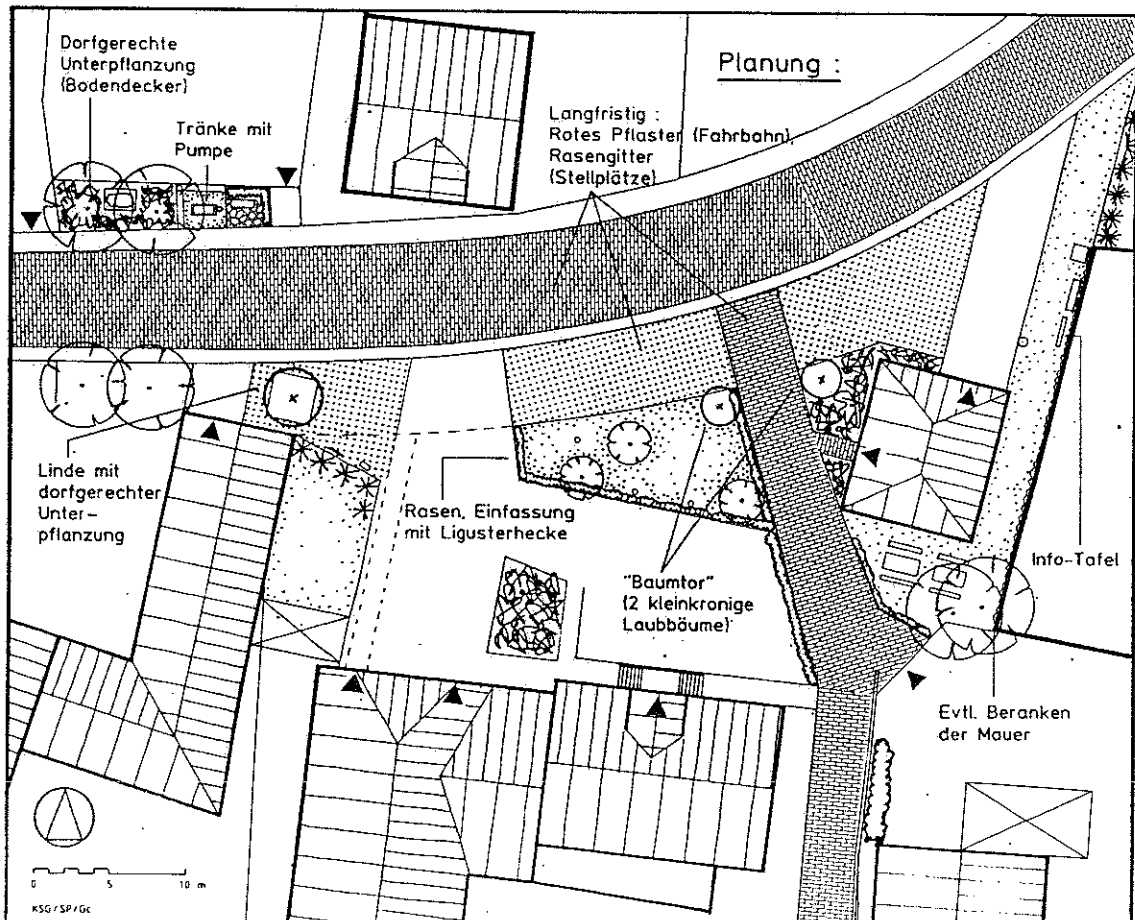 Dorfgerechte
Unterpflanzung
(Bodendecker)
Tränke mit
Pumpe
Planung :
Langfristig :
Rotes Pflaster (Fahrbahn),
Rasengitter
(Stellplätze)
Linde mit
dorfgerechter
Unter-
pflanzung
Rasen, Einfassung
mit Ligusterhecke
"Baumtor"
(2 kleinkronige
Laubbäume)
Info-Tafel
Evtl. Beranken
der Mauer
0 5 10 m
KSG/SP/Gc